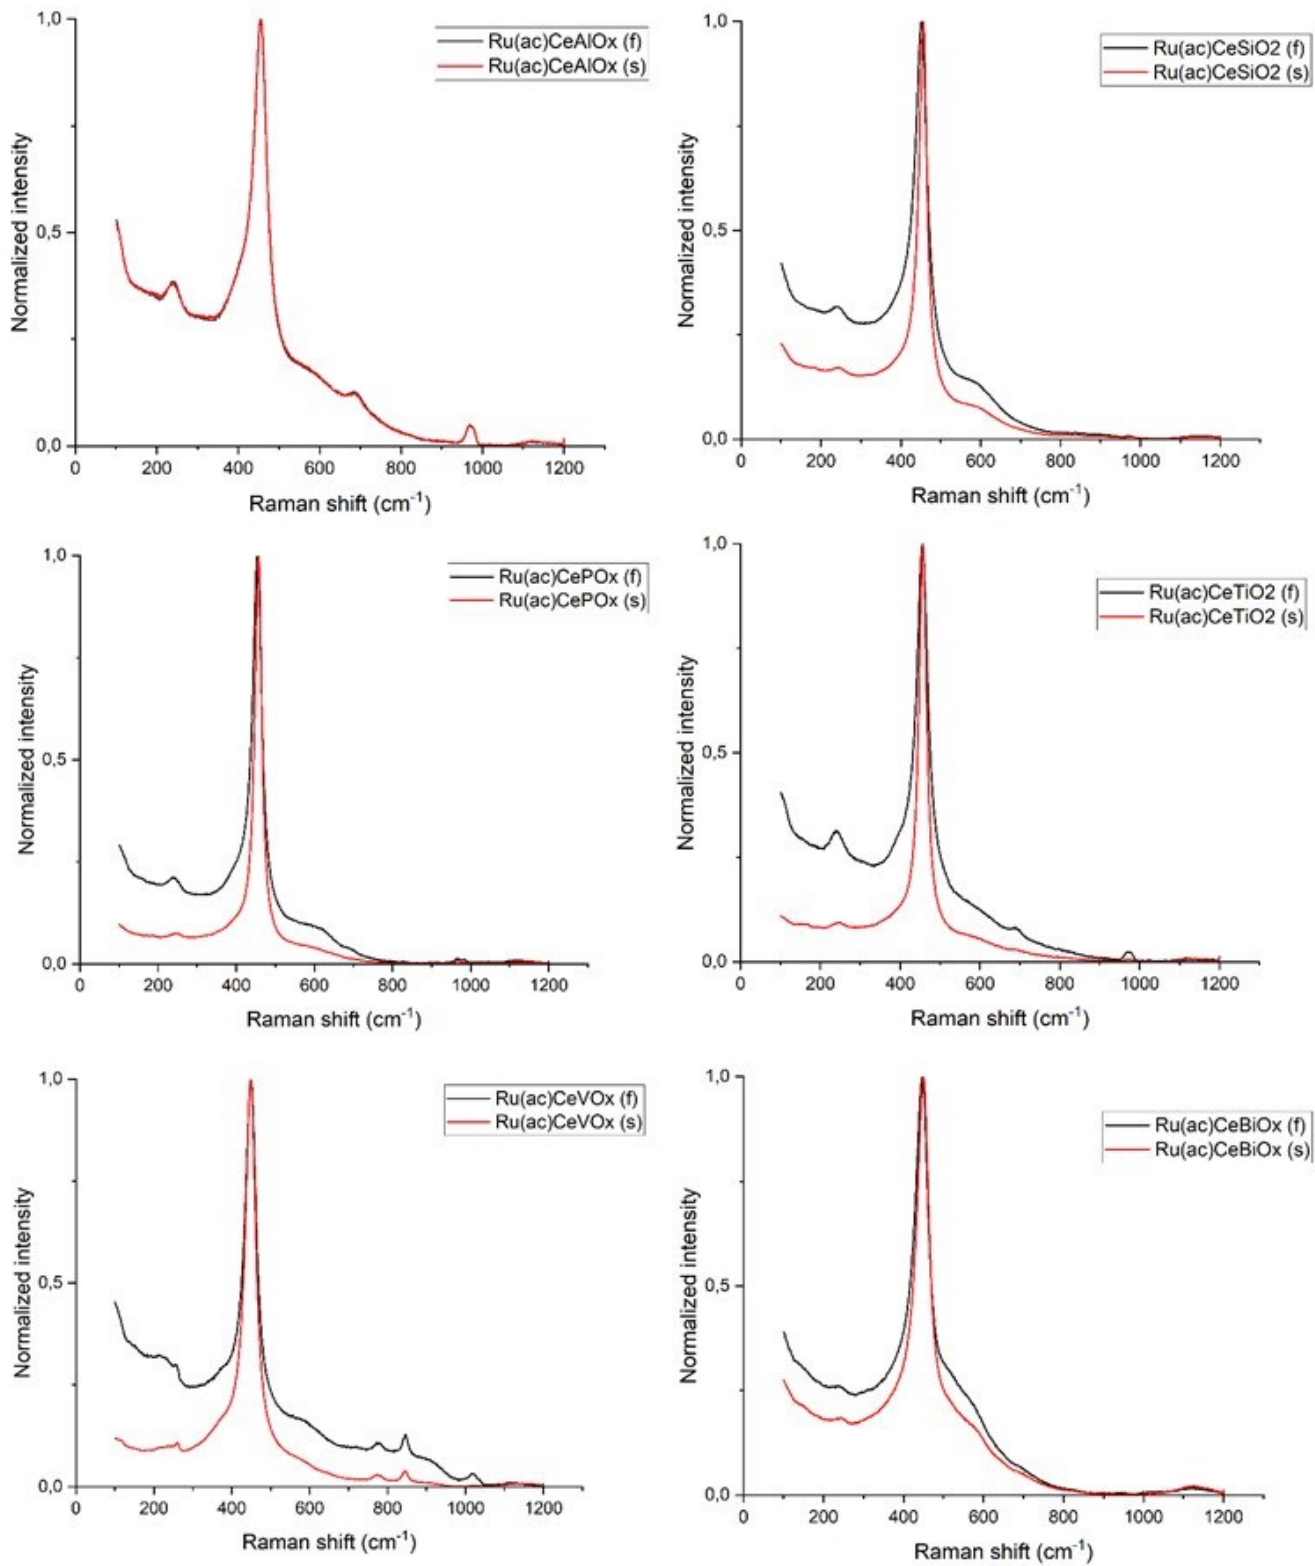 1,0
Ru(ac)CeAlOx (f)
Ru(ac)CeAlOx (s)
Normalized intensity
0,5
0,0
0 200 400 600 800 1000 1200
Raman shift (cm⁻¹)
1,0
Ru(ac)CeSiO2 (f)
Ru(ac)CeSiO2 (s)
Normalized intensity
0,5
0,0
0 200 400 600 800 1000 1200
Raman shift (cm⁻¹)
1,0
Ru(ac)CePOx (f)
Ru(ac)CePOx (s)
Normalized intensity
0,5
0,0
0 200 400 600 800 1000 1200
Raman shift (cm⁻¹)
1,0
Ru(ac)CeTiO2 (f)
Ru(ac)CeTiO2 (s)
Normalized intensity
0,5
0,0
0 200 400 600 800 1000 1200
Raman shift (cm⁻¹)
1,0
Ru(ac)CeVOx (f)
Ru(ac)CeVOx (s)
Normalized intensity
0,5
0,0
0 200 400 600 800 1000 1200
Raman shift (cm⁻¹)
1,0
Ru(ac)CeBiOx (f)
Ru(ac)CeBiOx (s)
Normalized intensity
0,5
0,0
0 200 400 600 800 1000 1200
Raman shift (cm⁻¹)